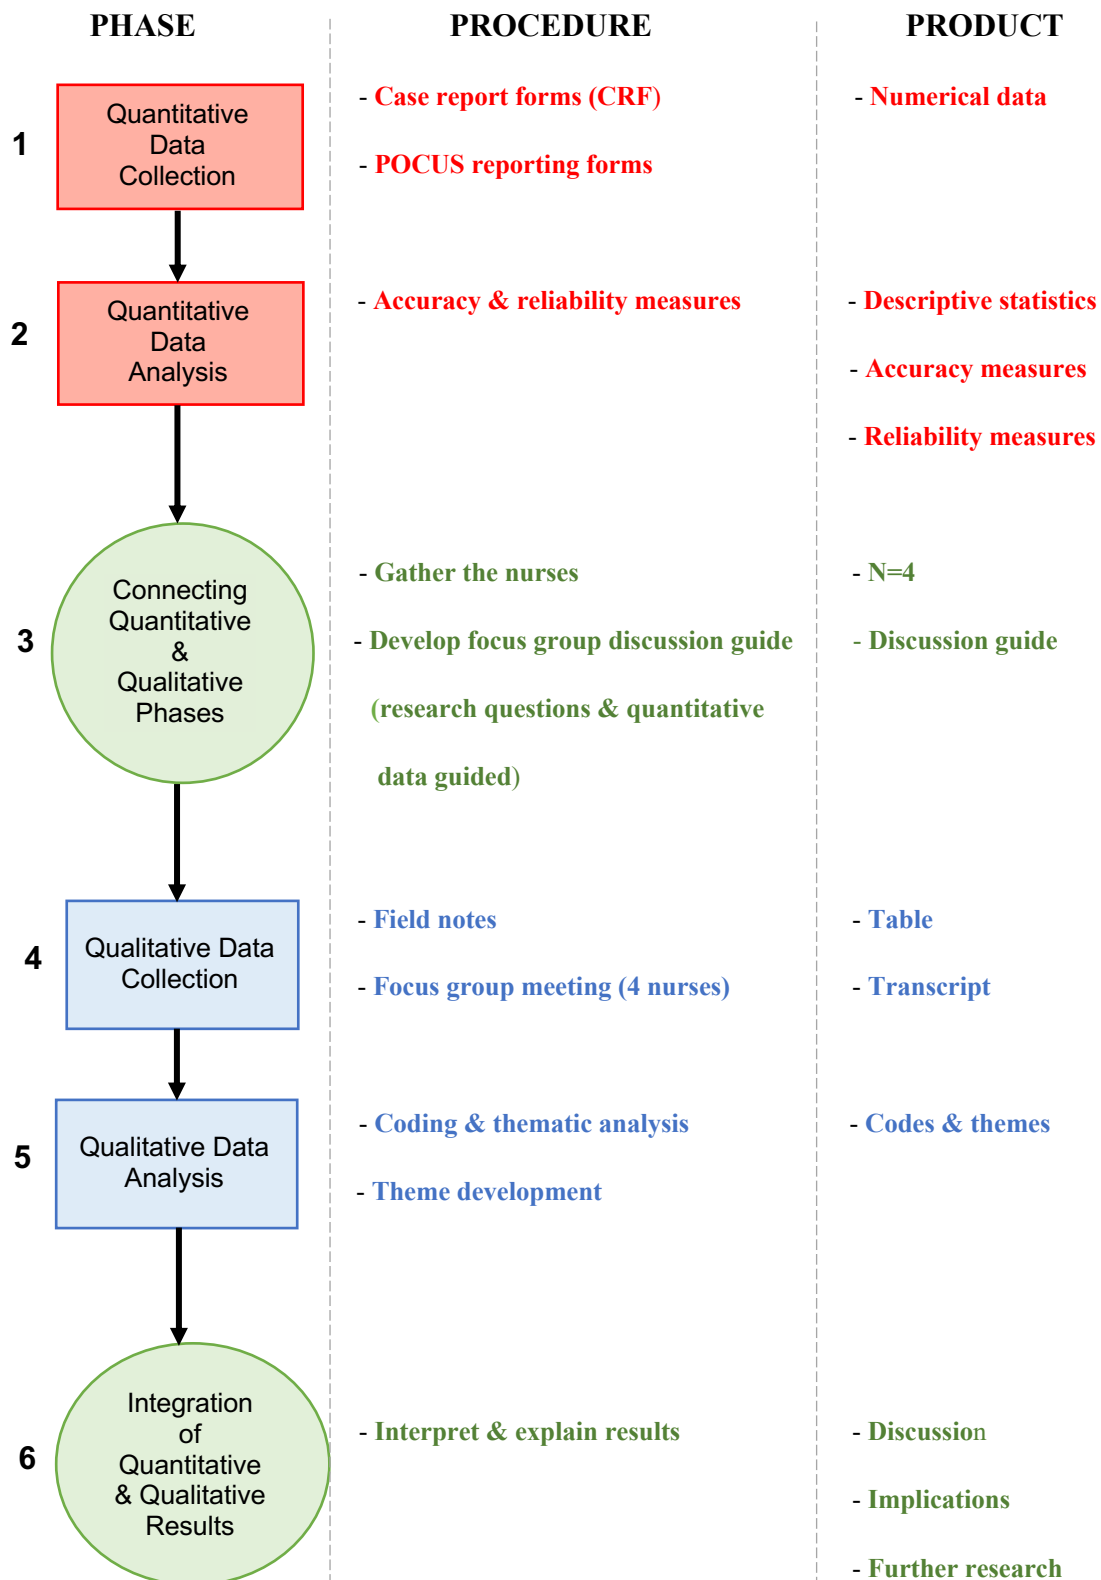 PHASE PROCEDURE PRODUCT
1
Quantitative
Data
Collection
- Case report forms (CRF)
- POCUS reporting forms
- Numerical data
2
Quantitative
Data
Analysis
- Accuracy & reliability measures
- Descriptive statistics
- Accuracy measures
- Reliability measures
3
Connecting
Quantitative
&
Qualitative
Phases
- Gather the nurses
- Develop focus group discussion guide
(research questions & quantitative
data guided)
- N=4
- Discussion guide
4
Qualitative Data
Collection
- Field notes
- Focus group meeting (4 nurses)
- Table
- Transcript
5
Qualitative Data
Analysis
- Coding & thematic analysis
- Theme development
- Codes & themes
6
Integration
of
Quantitative
& Qualitative
Results
- Interpret & explain results
- Discussion
- Implications
- Further research